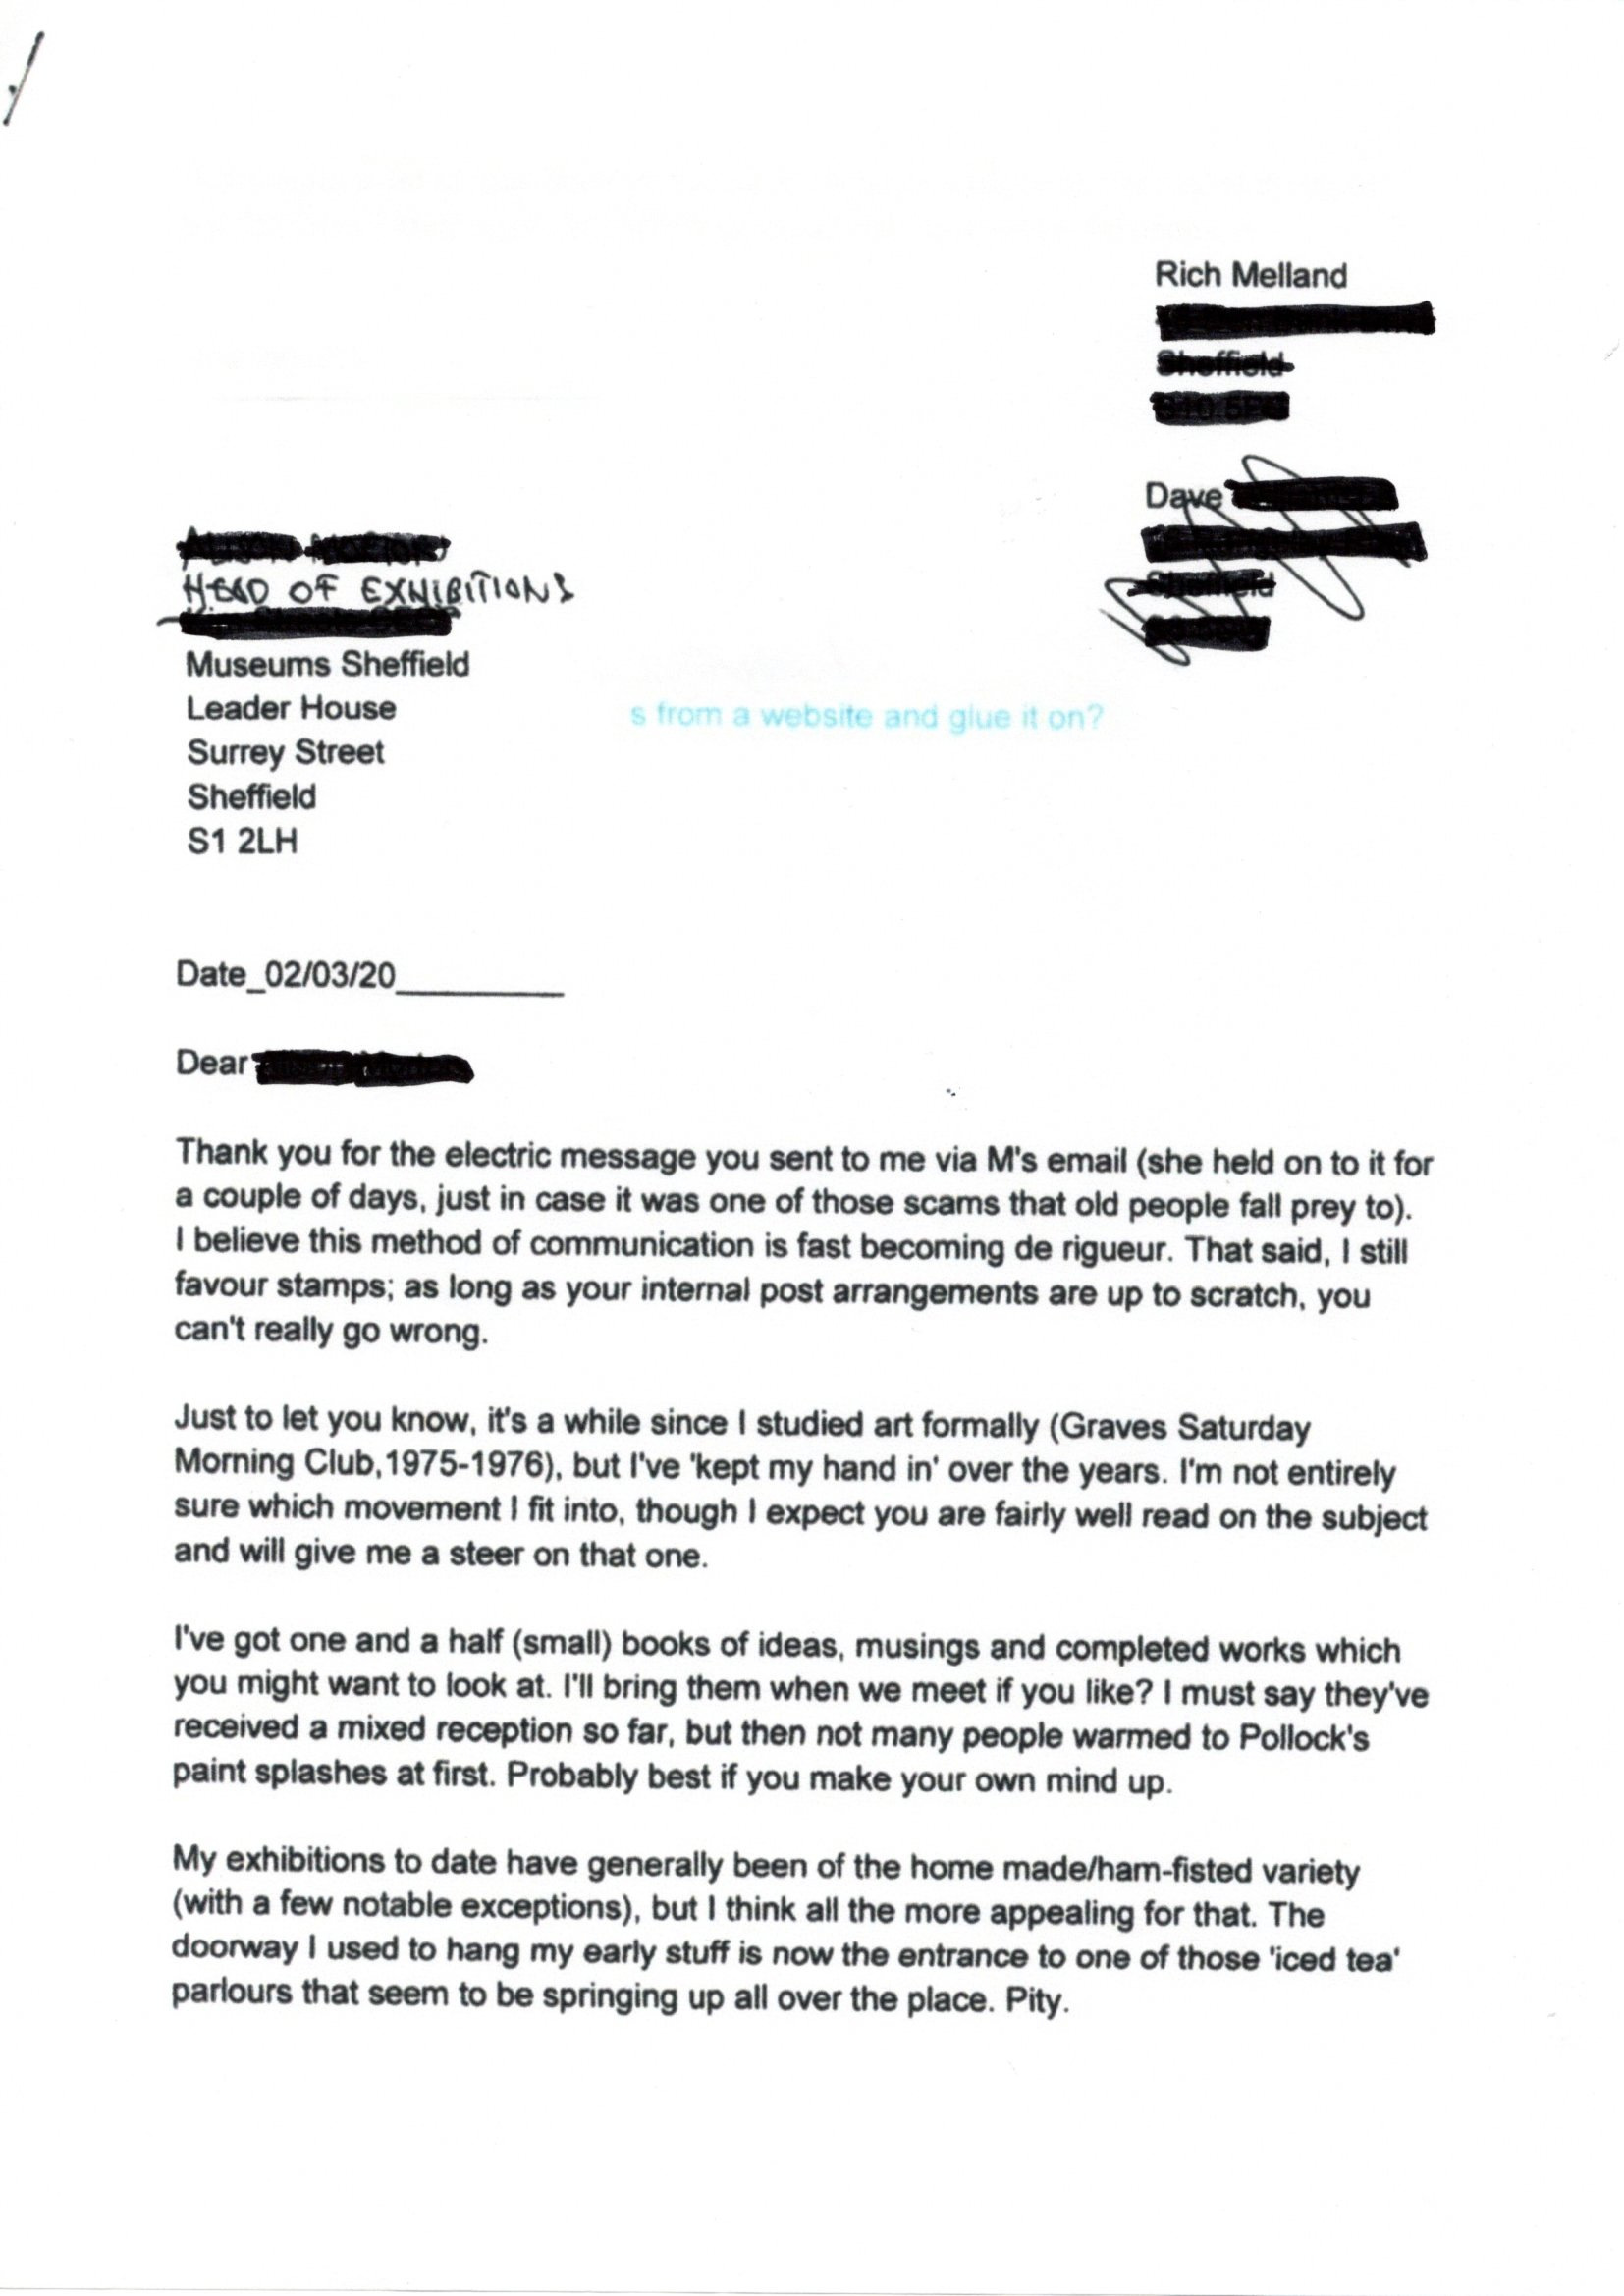 Rich Melland
Sheffield
Dave
Sheffield
HEAD OF EXHIBITIONS
Museums Sheffield
Leader House
s from a website and glue it on?
Surrey Street
Sheffield
S1 2LH
Date_02/03/20__________
Dear
Thank you for the electric message you sent to me via M's email (she held on to it for
a couple of days, just in case it was one of those scams that old people fall prey to).
I believe this method of communication is fast becoming de rigueur. That said, I still
favour stamps; as long as your internal post arrangements are up to scratch, you
can't really go wrong.
Just to let you know, it's a while since I studied art formally (Graves Saturday
Morning Club,1975-1976), but I've 'kept my hand in' over the years. I'm not entirely
sure which movement I fit into, though I expect you are fairly well read on the subject
and will give me a steer on that one.
I've got one and a half (small) books of ideas, musings and completed works which
you might want to look at. I'll bring them when we meet if you like? I must say they've
received a mixed reception so far, but then not many people warmed to Pollock's
paint splashes at first. Probably best if you make your own mind up.
My exhibitions to date have generally been of the home made/ham-fisted variety
(with a few notable exceptions), but I think all the more appealing for that. The
doorway I used to hang my early stuff is now the entrance to one of those 'iced tea'
parlours that seem to be springing up all over the place. Pity.